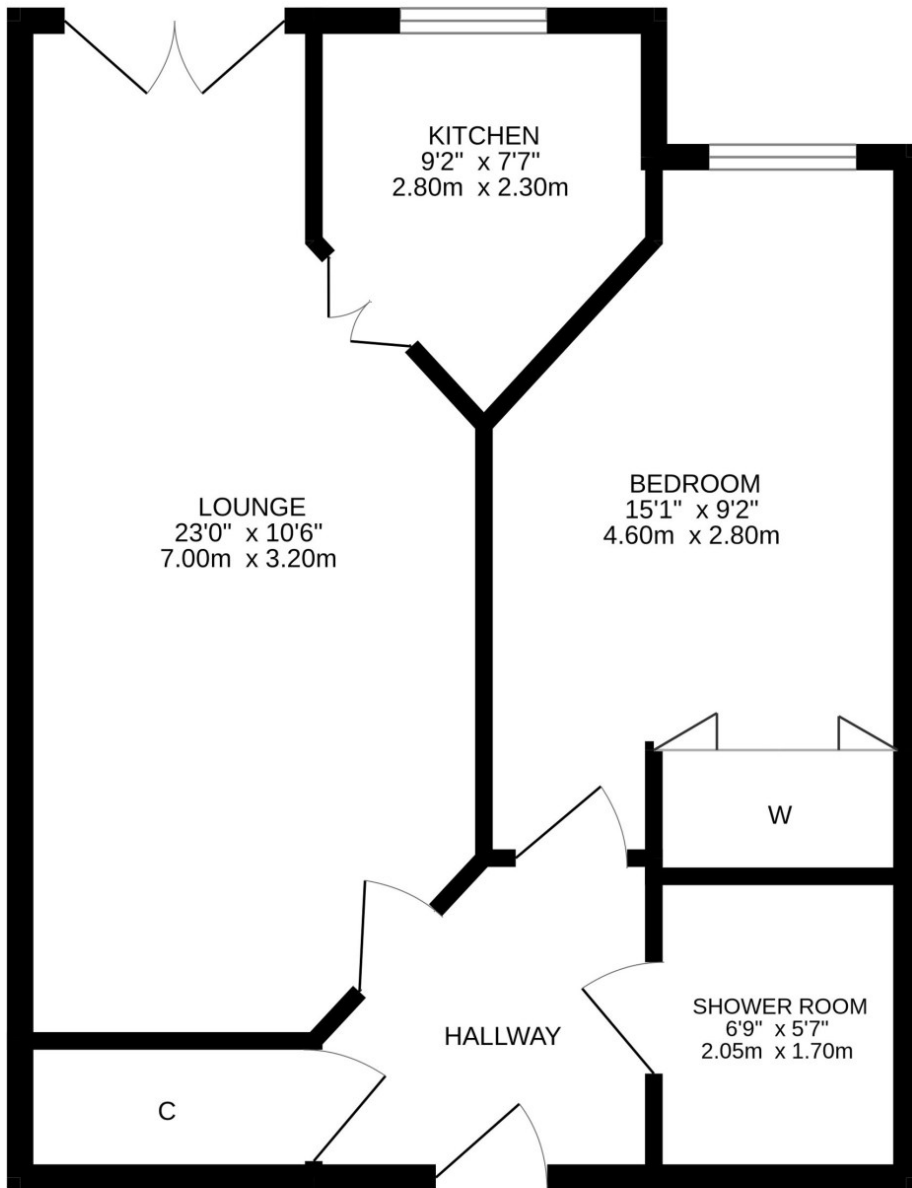 KITCHEN
9'2" x 7'7"
2.80m x 2.30m
LOUNGE
23'0" x 10'6"
7.00m x 3.20m
BEDROOM
15'1" x 9'2"
4.60m x 2.80m
W
SHOWER ROOM
6'9" x 5'7"
2.05m x 1.70m
HALLWAY
C